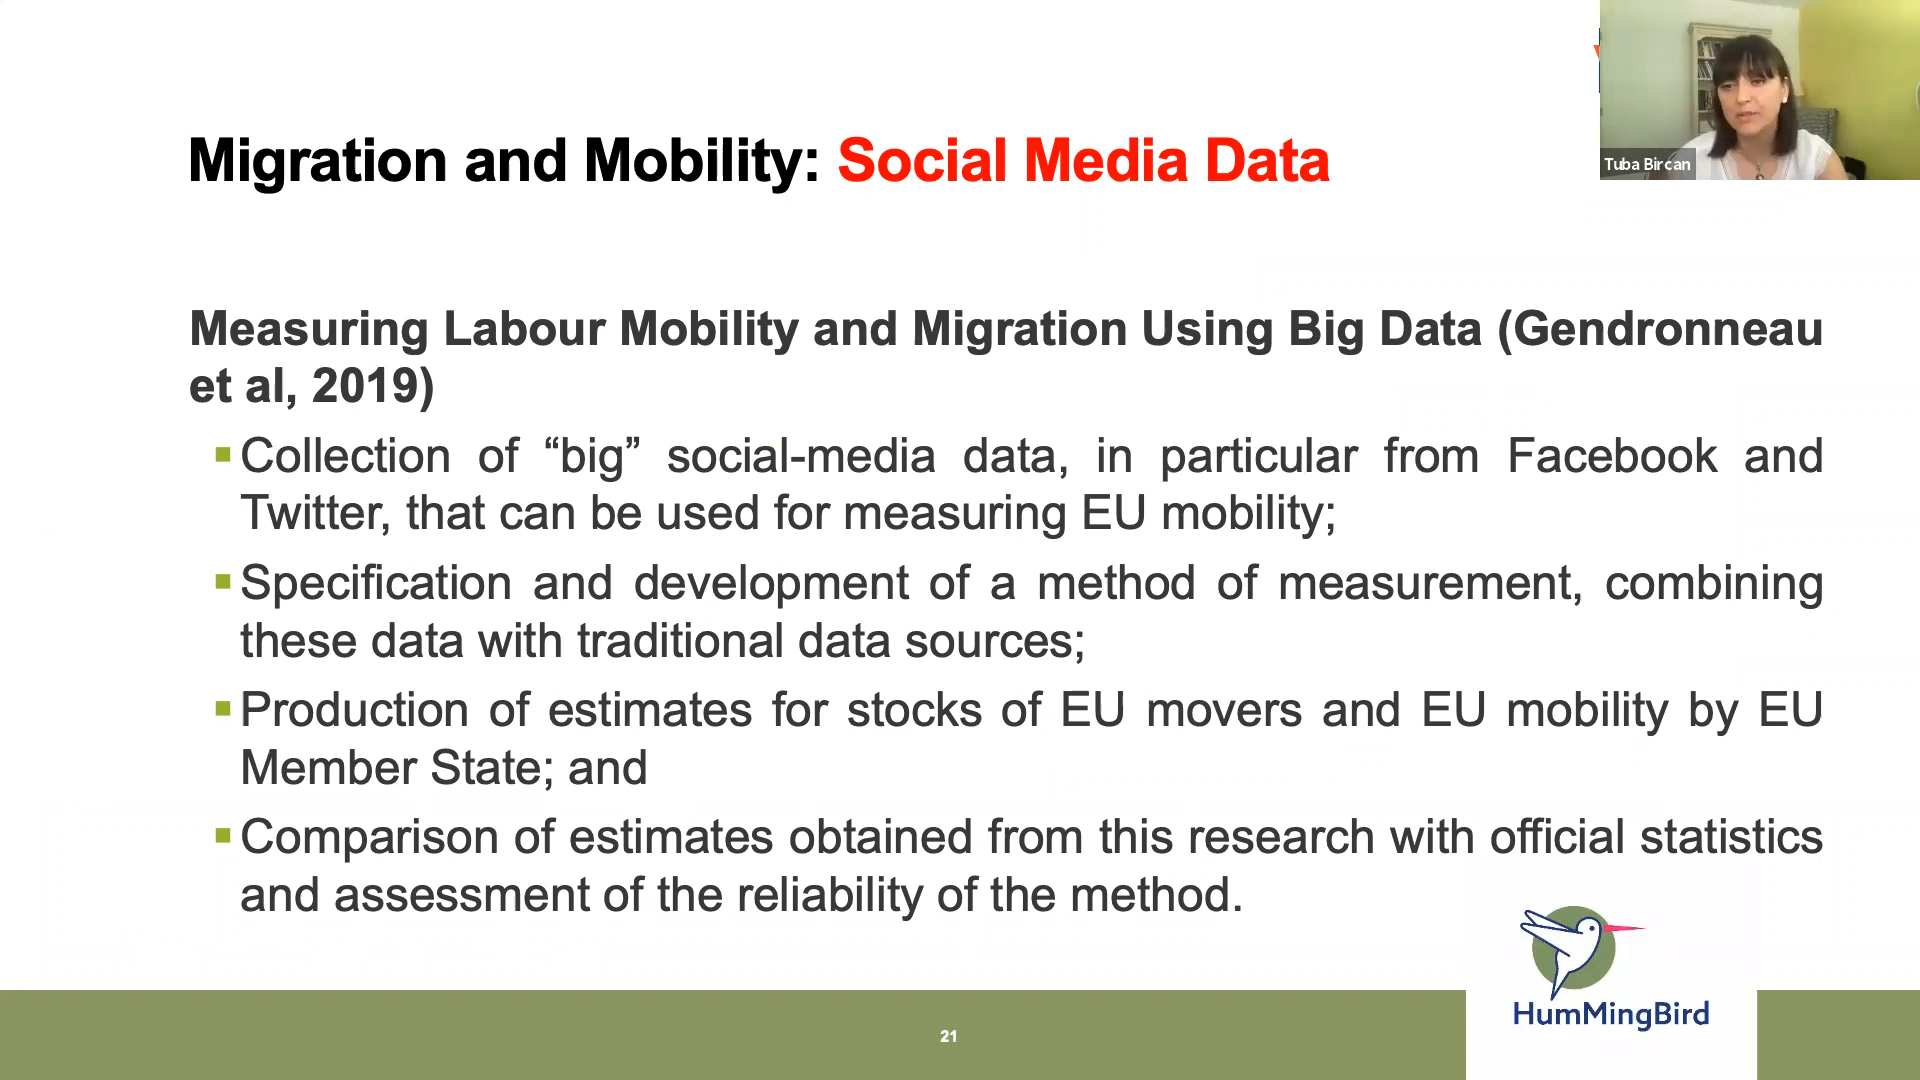 Migration and Mobility: Social Media Data
Tuba Bircan
Measuring Labour Mobility and Migration Using Big Data (Gendronneau
et al, 2019)
Collection of “big” social-media data, in particular from Facebook and
Twitter, that can be used for measuring EU mobility;
Specification and development of a method of measurement, combining
these data with traditional data sources;
Production of estimates for stocks of EU movers and EU mobility by EU
Member State; and
Comparison of estimates obtained from this research with official statistics
and assessment of the reliability of the method.
HumMingBird
21